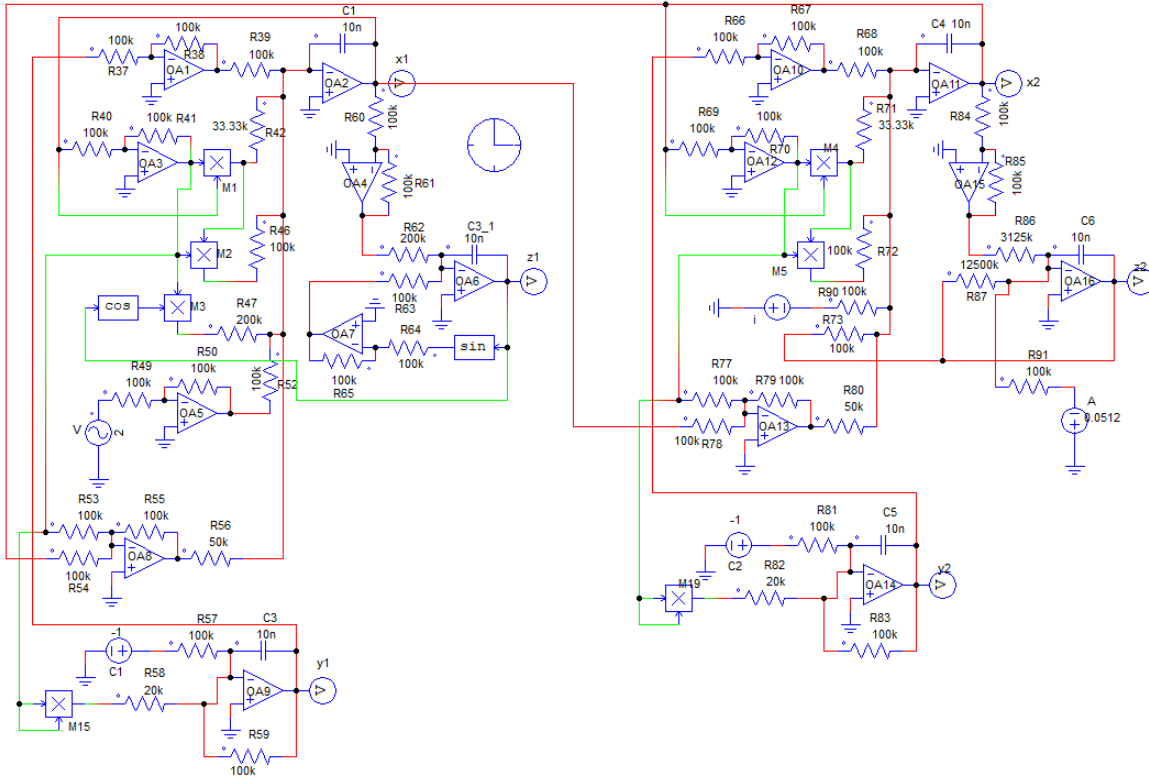 C1
10n
100k
R38
R37
100k
OA1
R39
100k
OA2
x1
V
R40
100k
100k
R41
OA3
33.33k
R42
M1
R60
100k
OA4
R61
100k
R46
100k
M2
cos
M3
R47
200k
R62
200k
C3_1
10n
z1
V
OA6
100k
R63
OA7
R64
100k
sin
100k
R65
R49
100k
R50
100k
OA5
100k
R52
V
2
R53
100k
R55
100k
R56
50k
OA8
100k
R54
R57
100k
C3
10n
-1
C1
R58
20k
y1
V
OA9
M15
R59
100k
R66
100k
R67
100k
OA10
R68
100k
C4
10n
OA11
V
x2
R69
100k
100k
R70
OA12
M4
R71
33.33k
R84
100k
OA15
R85
100k
M5
100k
R72
R86
3125k
C6
10n
12500k
R87
OA16
z2
V
i
R90
100k
R73
100k
R91
100k
A
0.0512
R77
100k
R79
100k
R80
50k
100k
R78
OA13
-1
C2
R81
100k
C5
10n
M19
R82
20k
OA14
y2
V
R83
100k